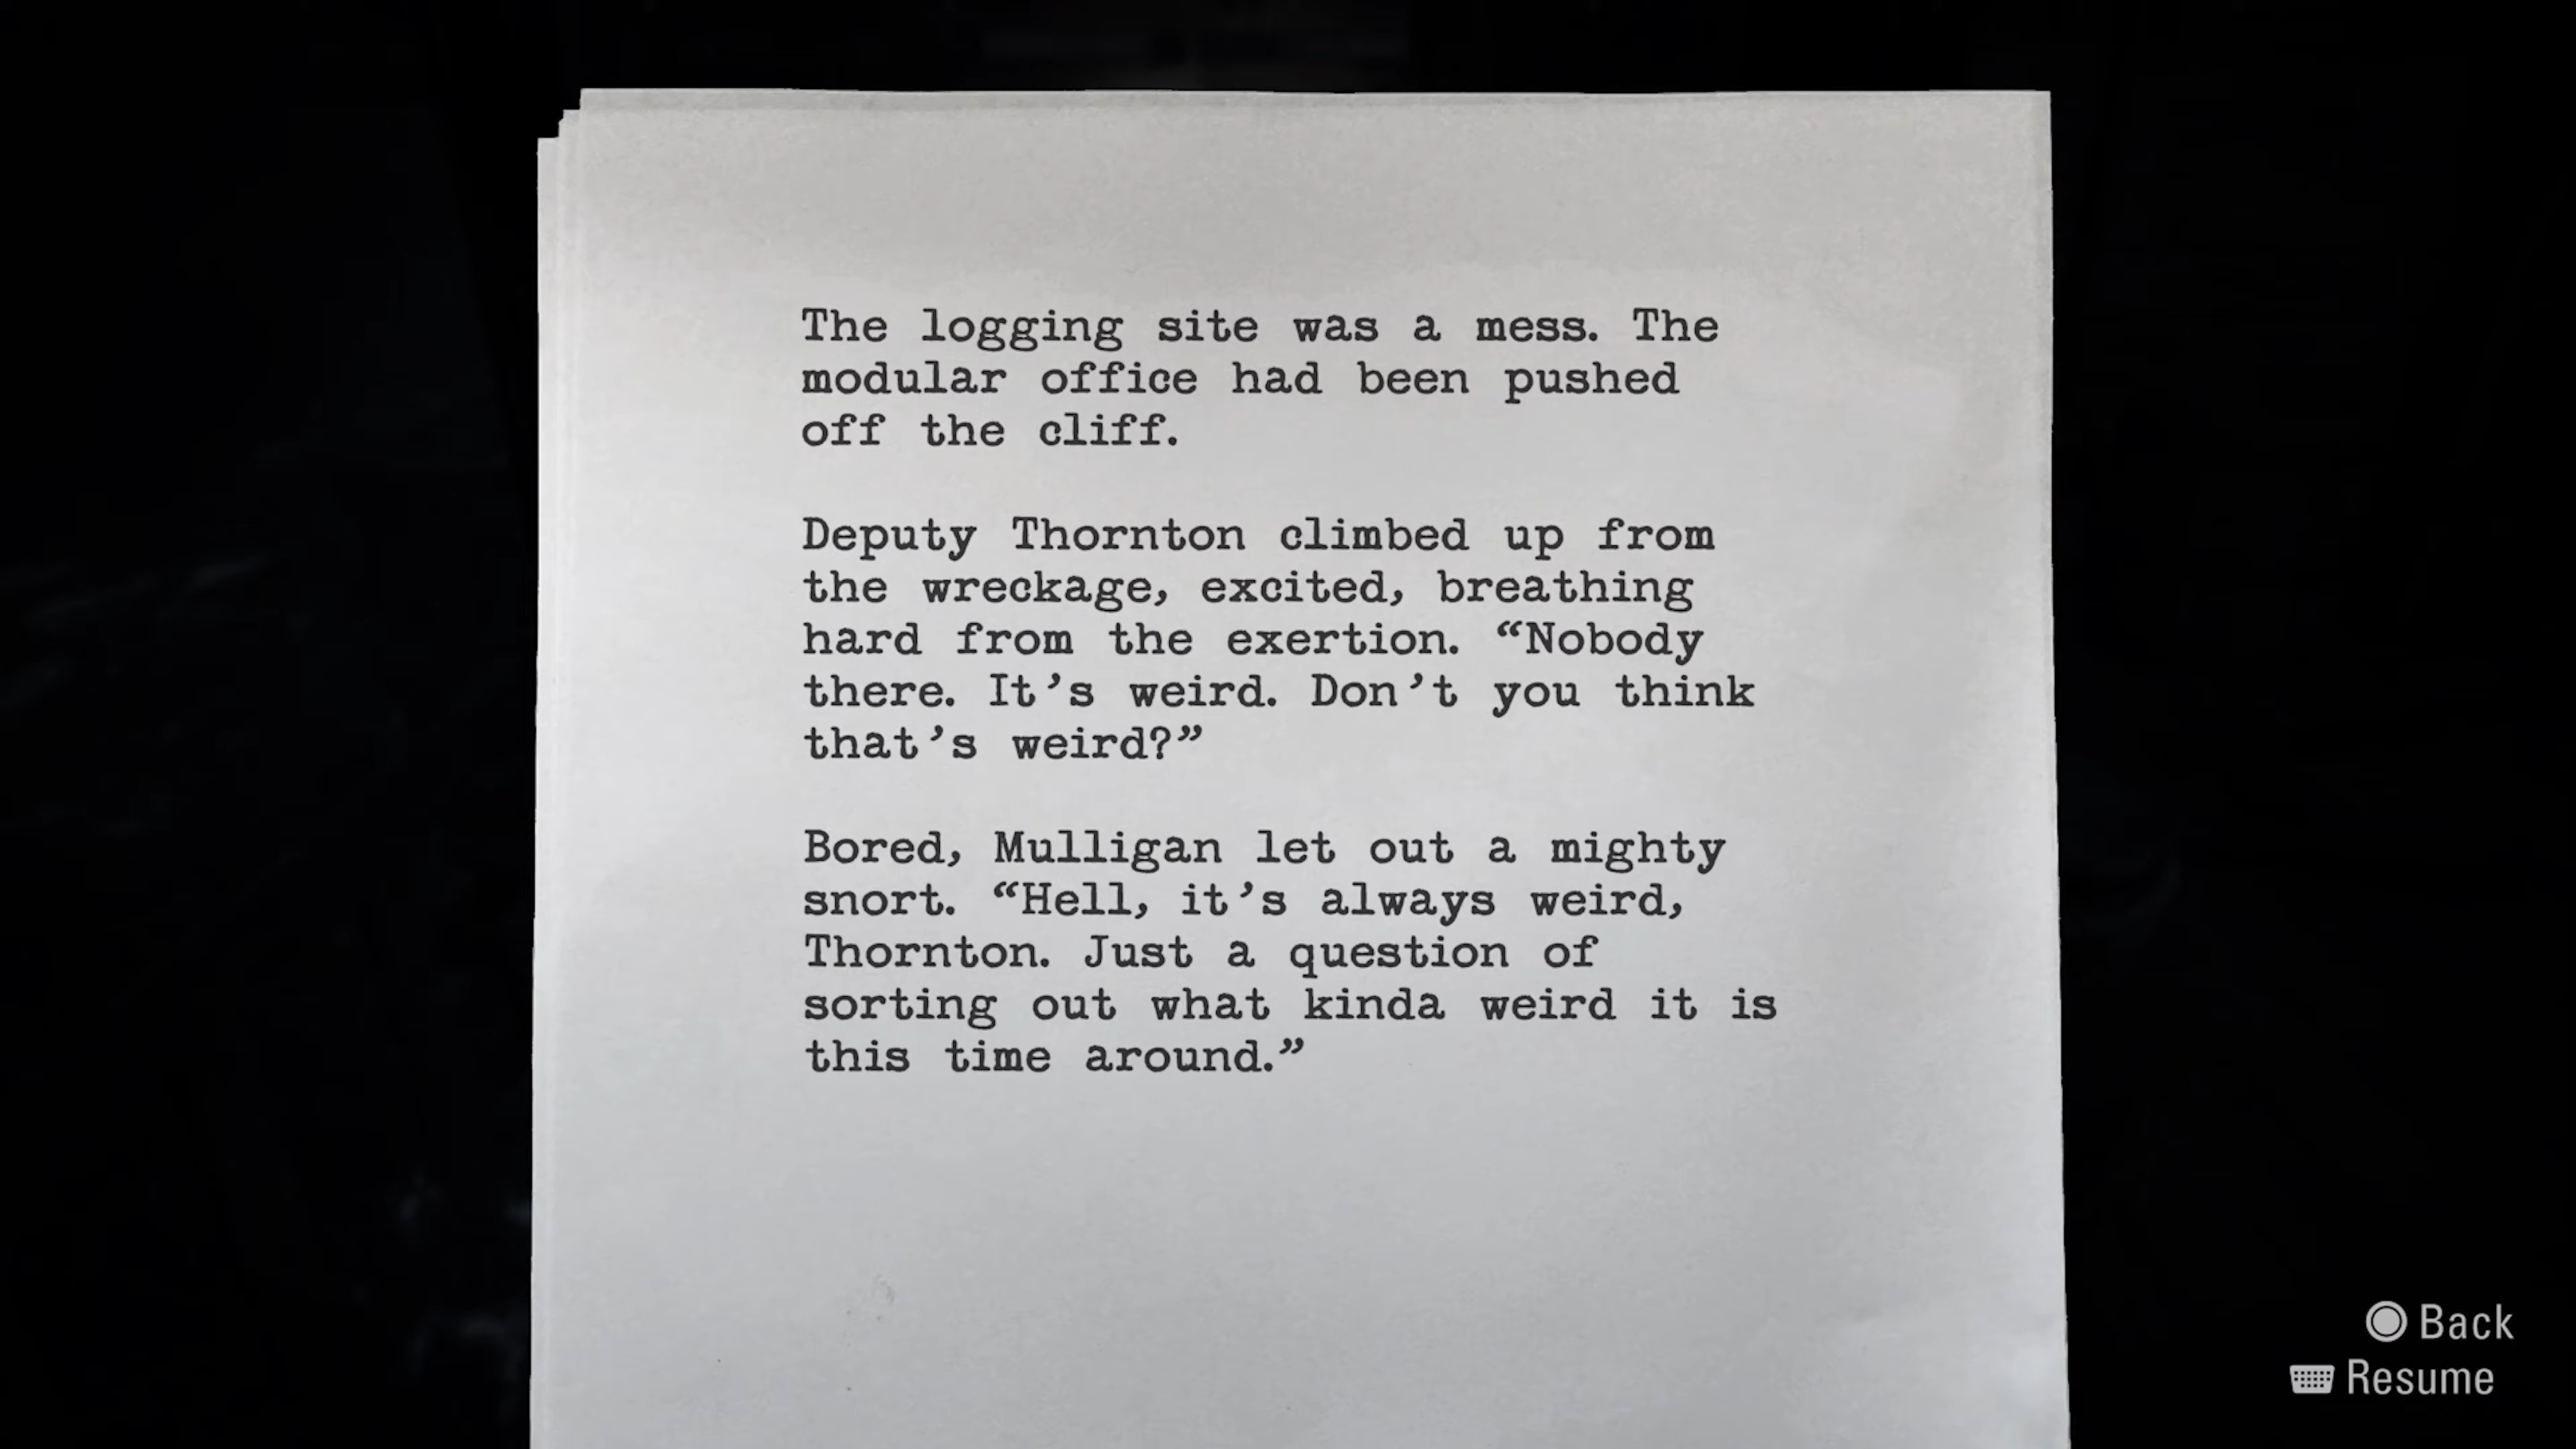 The logging site was a mess. The
modular office had been pushed
off the cliff.
Deputy Thornton climbed up from
the wreckage, excited, breathing
hard from the exertion. “Nobody
there. It’s weird. Don’t you think
that’s weird?”
Bored, Mulligan let out a mighty
snort. “Hell, it’s always weird,
Thornton. Just a question of
sorting out what kinda weird it is
this time around.”
Back
Resume